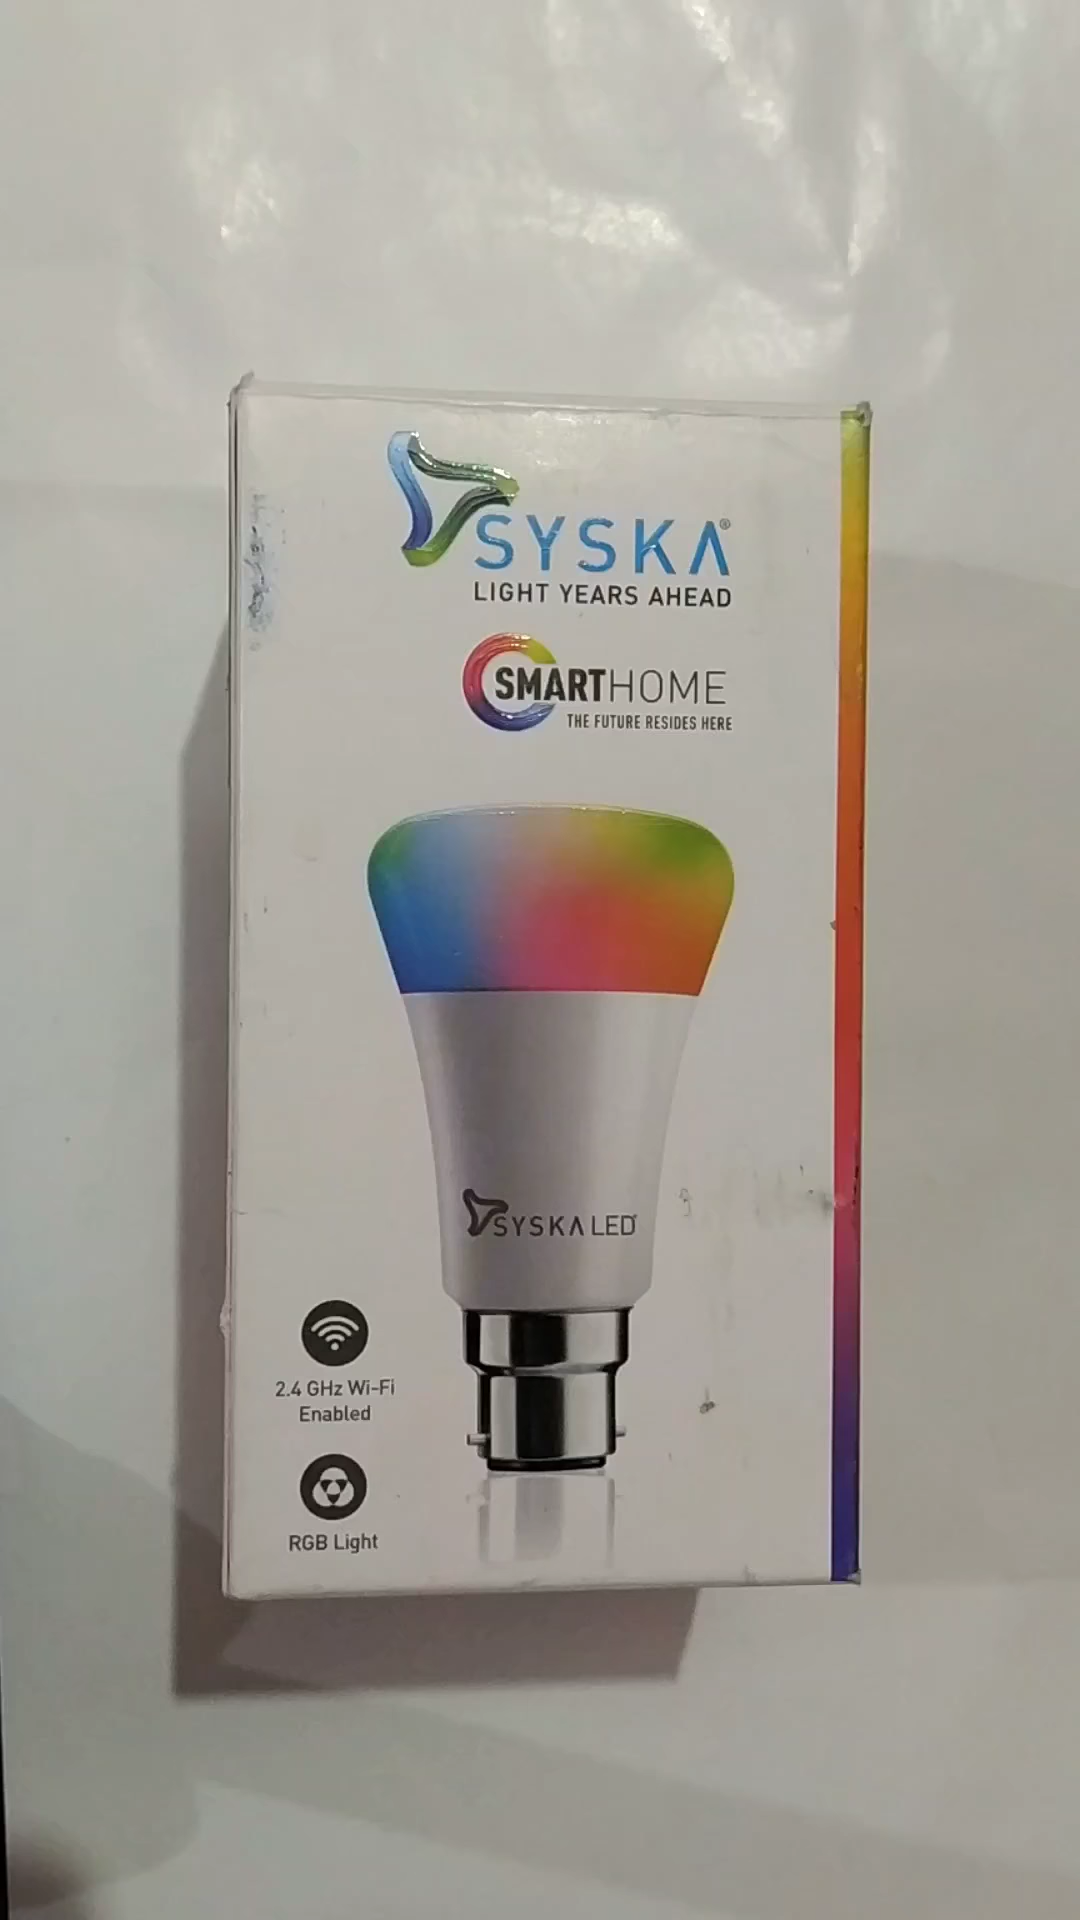 SYSKA®
LIGHT YEARS AHEAD
SMARTHOME
THE FUTURE RESIDES HERE
SYSKA LED
2.4 GHz Wi-Fi
Enabled
RGB Light